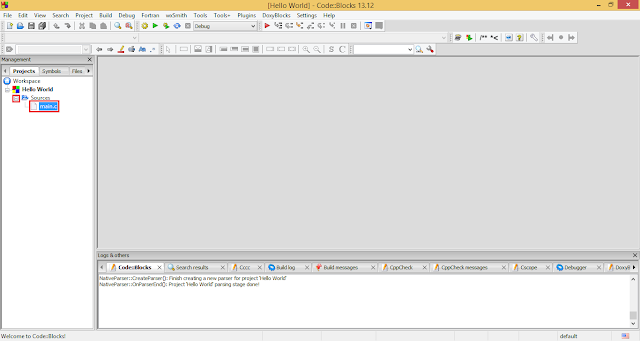 [Hello World] - Code::Blocks 13.12
File Edit View Search Project Build Debug Fortran wxSmith Tools Tools+ Plugins DoxyBlocks Settings Help
Debug
/** *<
S C
Management
Projects Symbols Files
Workspace
Hello World
Sources
main.c
Logs & others
Code::Blocks Search results Cccc Build log Build messages CppCheck CppCheck messages Cscope Debugger DoxyB
NativeParser::CreateParser(): Finish creating a new parser for project 'Hello World'
NativeParser::OnParserEnd(): Project 'Hello World' parsing stage done!
Welcome to Code::Blocks! default